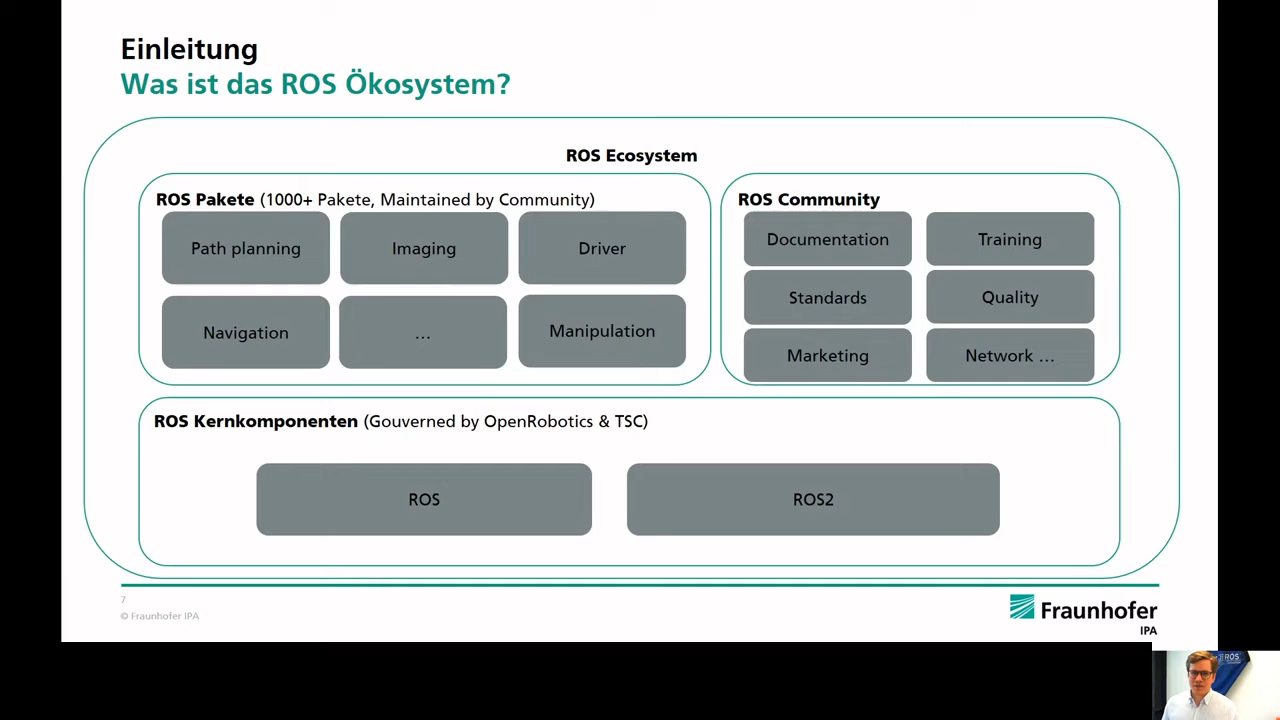 Einleitung
Was ist das ROS Ökosystem?
ROS Ecosystem
ROS Pakete (1000+ Pakete, Maintained by Community)
Path planning
Imaging
Driver
Navigation
...
Manipulation
ROS Community
Documentation
Training
Standards
Quality
Marketing
Network ...
ROS Kernkomponenten (Gouverned by OpenRobotics & TSC)
ROS
ROS2
7
© Fraunhofer IPA
Fraunhofer
IPA
ROS